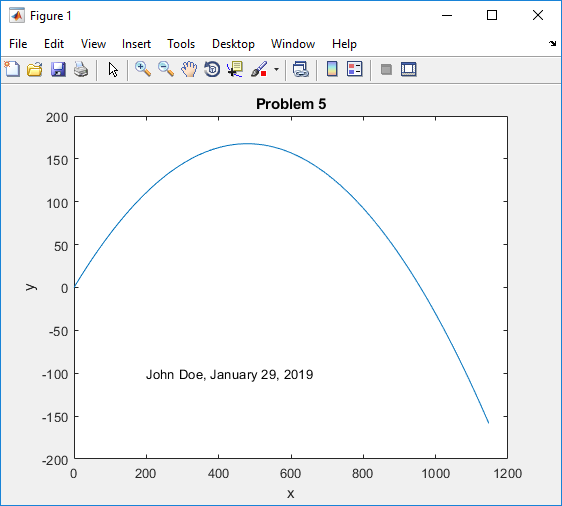 Figure 1
File Edit View Insert Tools Desktop Window Help
Problem 5
200
150
100
50
0
-50
-100
-150
-200
y
John Doe, January 29, 2019
0 200 400 600 800 1000 1200
x